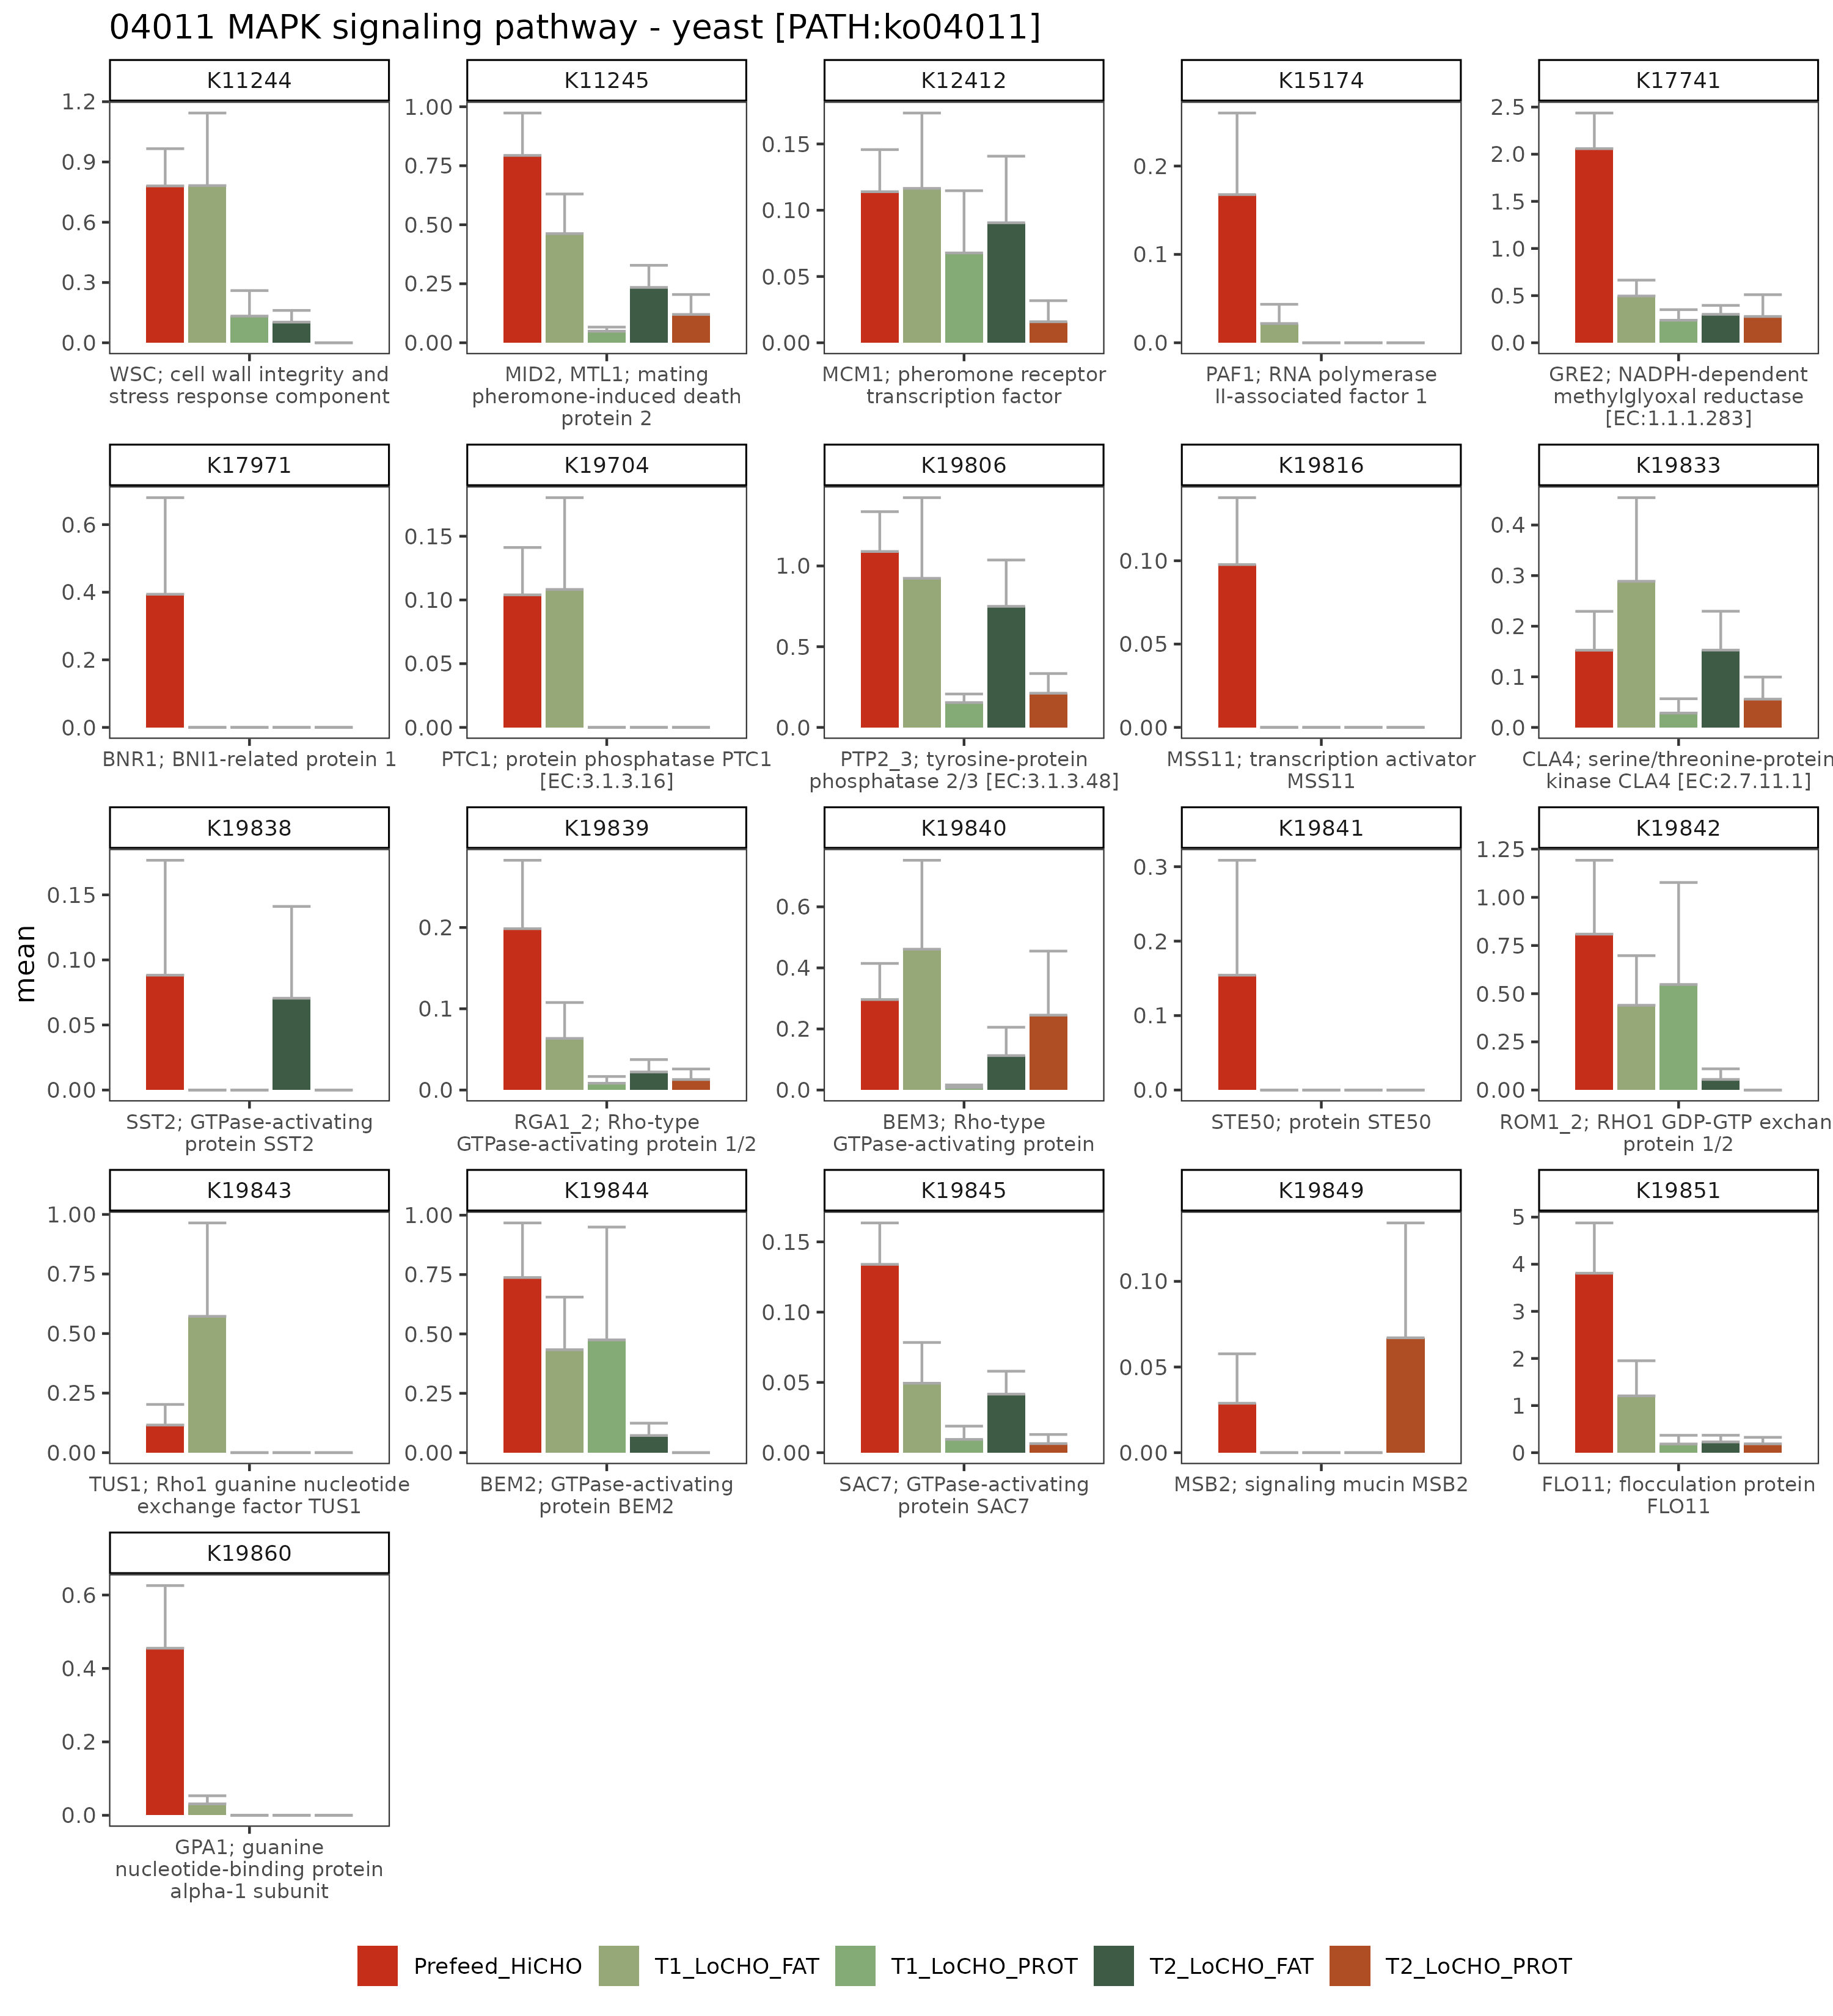 04011 MAPK signaling pathway - yeast [PATH:ko04011]
K11244
K11245
K12412
K15174
K17741
1.2
0.9
0.6
0.3
0.0
1.00
0.75
0.50
0.25
0.00
0.15
0.10
0.05
0.00
0.2
0.1
0.0
2.5
2.0
1.5
1.0
0.5
0.0
WSC; cell wall integrity and
stress response component
MID2, MTL1; mating
pheromone-induced death
protein 2
MCM1; pheromone receptor
transcription factor
PAF1; RNA polymerase
II-associated factor 1
GRE2; NADPH-dependent
methylglyoxal reductase
[EC:1.1.1.283]
K17971
K19704
K19806
K19816
K19833
0.6
0.4
0.2
0.0
0.15
0.10
0.05
0.00
1.0
0.5
0.0
0.10
0.05
0.00
0.4
0.3
0.2
0.1
0.0
BNR1; BNI1-related protein 1
PTC1; protein phosphatase PTC1
[EC:3.1.3.16]
PTP2_3; tyrosine-protein
phosphatase 2/3 [EC:3.1.3.48]
MSS11; transcription activator
MSS11
CLA4; serine/threonine-protein
kinase CLA4 [EC:2.7.11.1]
K19838
K19839
K19840
K19841
K19842
0.15
0.10
0.05
0.00
0.2
0.1
0.0
0.6
0.4
0.2
0.0
0.3
0.2
0.1
0.0
1.25
1.00
0.75
0.50
0.25
0.00
SST2; GTPase-activating
protein SST2
RGA1_2; Rho-type
GTPase-activating protein 1/2
BEM3; Rho-type
GTPase-activating protein
STE50; protein STE50
ROM1_2; RHO1 GDP-GTP exchan
protein 1/2
mean
K19843
K19844
K19845
K19849
K19851
1.00
0.75
0.50
0.25
0.00
1.00
0.75
0.50
0.25
0.00
0.15
0.10
0.05
0.00
0.10
0.05
0.00
5
4
3
2
1
0
TUS1; Rho1 guanine nucleotide
exchange factor TUS1
BEM2; GTPase-activating
protein BEM2
SAC7; GTPase-activating
protein SAC7
MSB2; signaling mucin MSB2
FLO11; flocculation protein
FLO11
K19860
0.6
0.4
0.2
0.0
GPA1; guanine
nucleotide-binding protein
alpha-1 subunit
Prefeed_HiCHO
T1_LoCHO_FAT
T1_LoCHO_PROT
T2_LoCHO_FAT
T2_LoCHO_PROT